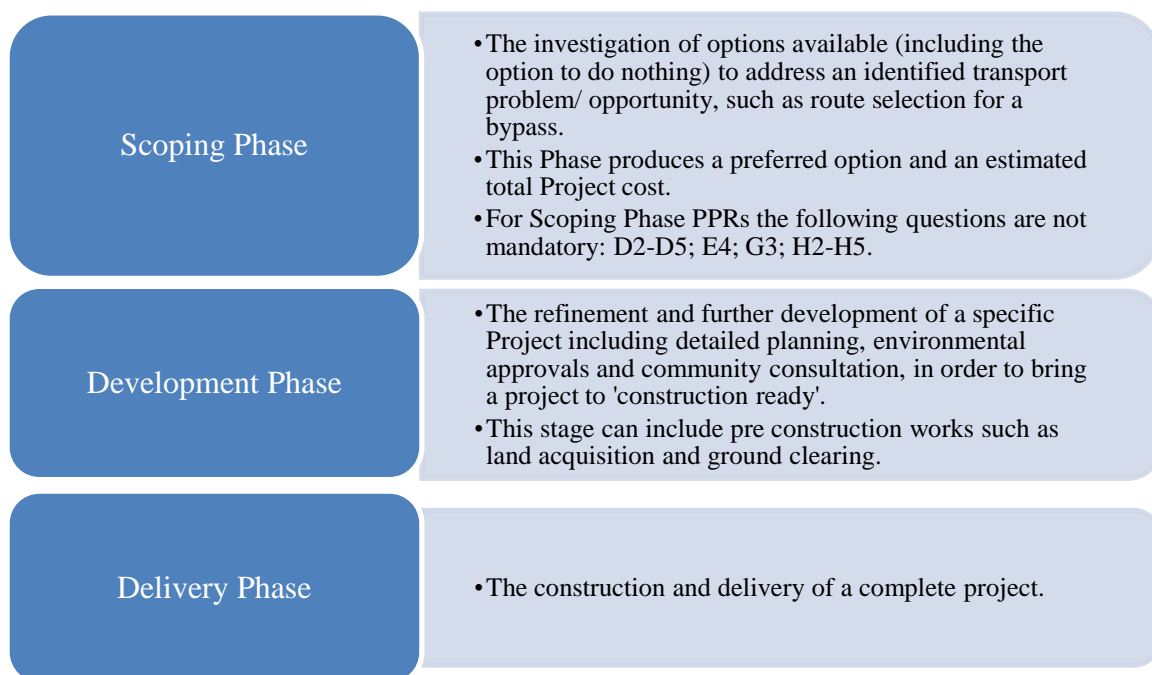 Scoping Phase
•The investigation of options available (including the
option to do nothing) to address an identified transport
problem/ opportunity, such as route selection for a
bypass.
•This Phase produces a preferred option and an estimated
total Project cost.
•For Scoping Phase PPRs the following questions are not
mandatory: D2-D5; E4; G3; H2-H5.
Development Phase
•The refinement and further development of a specific
Project including detailed planning, environmental
approvals and community consultation, in order to bring
a project to 'construction ready'.
•This stage can include pre construction works such as
land acquisition and ground clearing.
Delivery Phase
•The construction and delivery of a complete project.